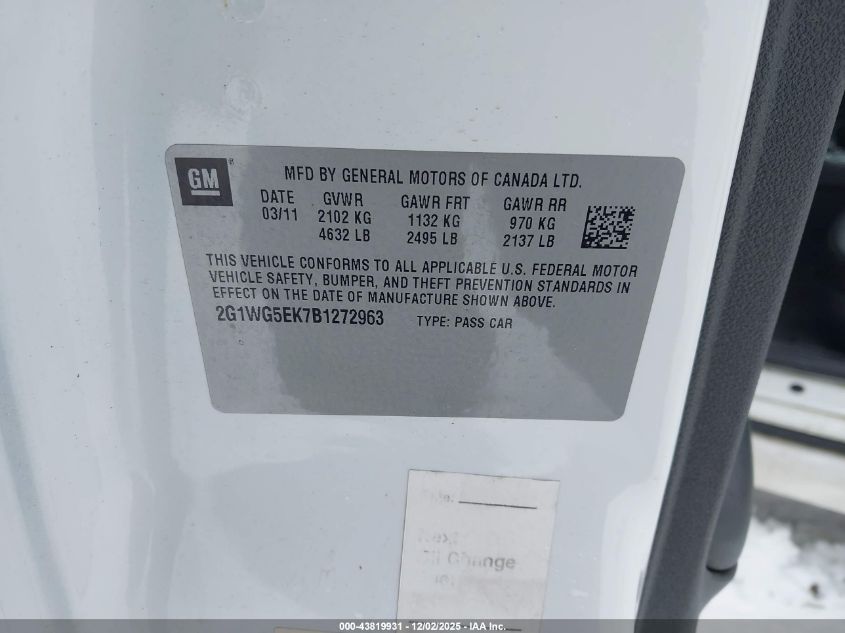 GM
MFD BY GENERAL MOTORS OF CANADA LTD.
DATE GVWR GAWR FRT GAWR RR
03/11 2102 KG 1132 KG 970 KG
4632 LB 2495 LB 2137 LB
THIS VEHICLE CONFORMS TO ALL APPLICABLE U.S. FEDERAL MOTOR
VEHICLE SAFETY, BUMPER, AND THEFT PREVENTION STANDARDS IN
EFFECT ON THE DATE OF MANUFACTURE SHOWN ABOVE.
2G1WG5EK7B1272963 TYPE: PASS CAR
Next
Oil Change
000-43819931 - 12/02/2025 - IAA Inc.